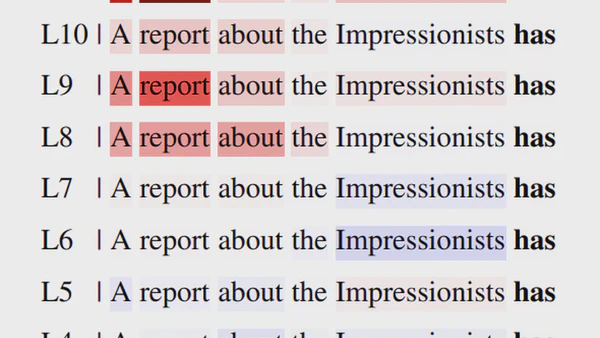 L10 | A report about the Impressionists has
L9 | A report about the Impressionists has
L8 | A report about the Impressionists has
L7 | A report about the Impressionists has
L6 | A report about the Impressionists has
L5 | A report about the Impressionists has